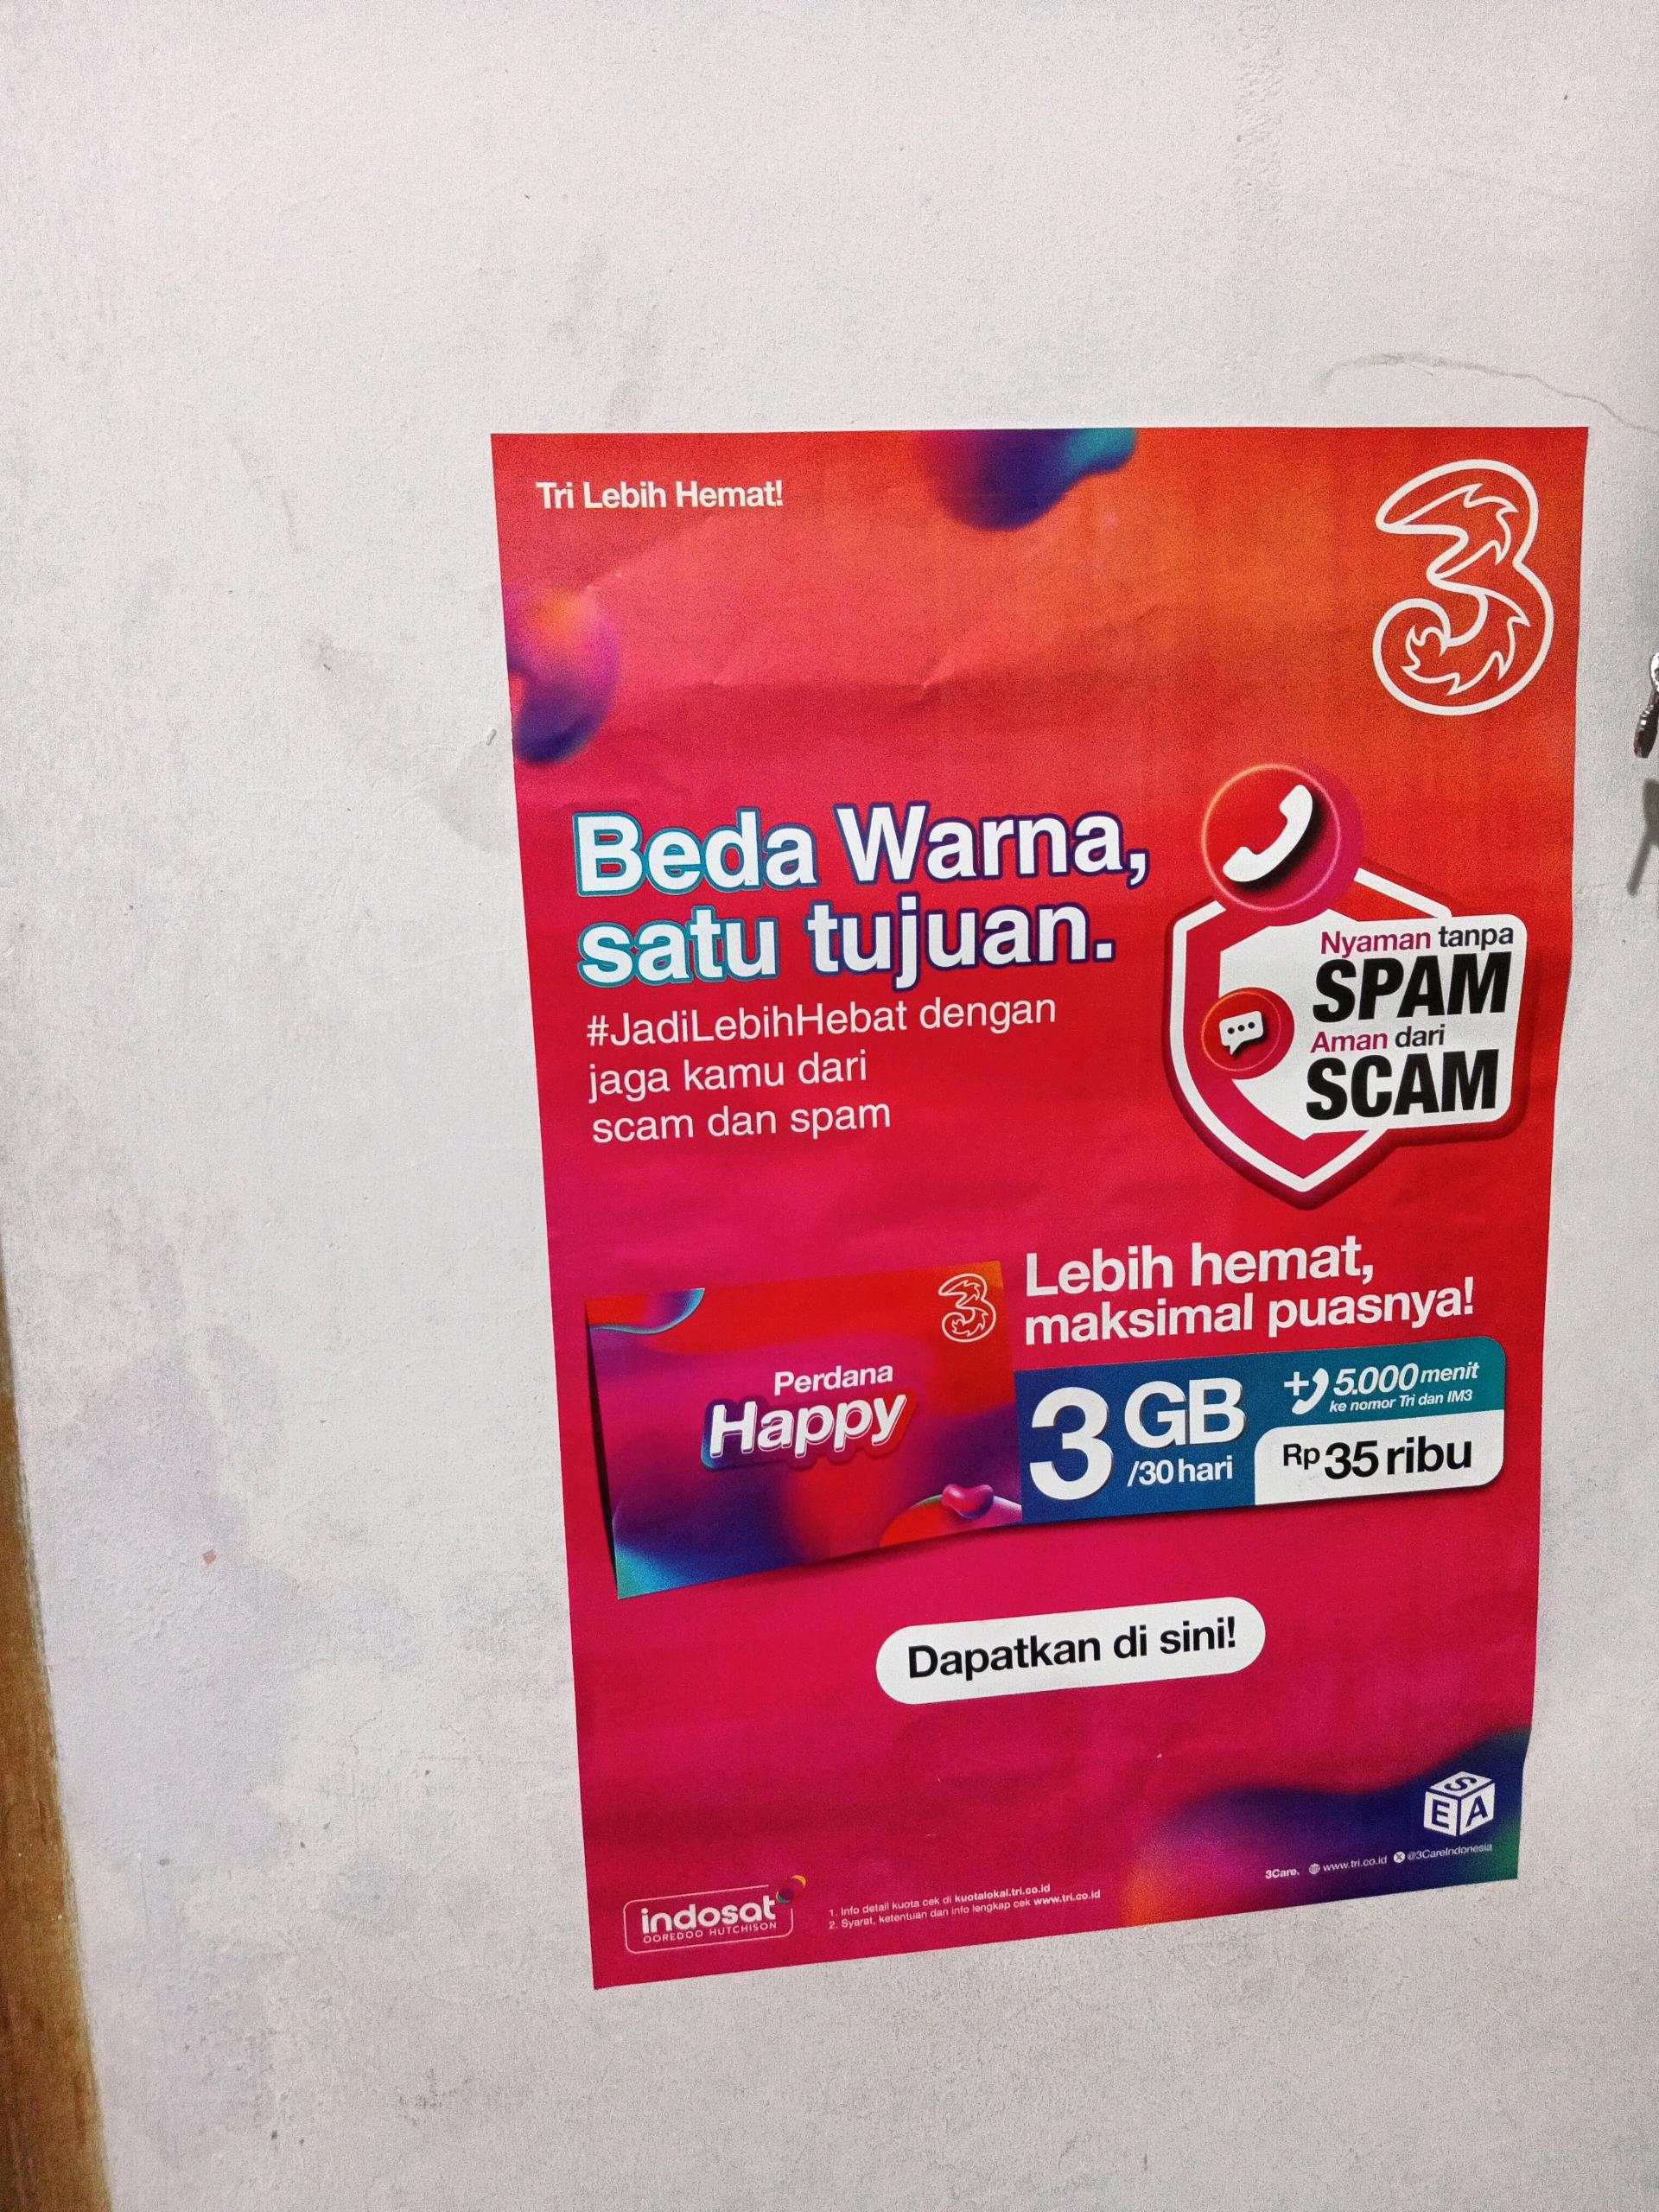 Tri Lebih Hemat!
3
Beda Warna,
satu tujuan.
#JadiLebihHebat dengan
jaga kamu dari
scam dan spam
Nyaman tanpa
SPAM
Aman dari
SCAM
Lebih hemat,
maksimal puasnya!
3
Perdana
Happy
3 GB
/30 hari
+5.000 menit
ke nomor Tri dan IM3
Rp 35 ribu
Dapatkan di sini!
SEA
3Care. www.tri.co.id @3CareIndonesia
indosat
OOREDOO HUTCHISON
1. Info detail kuota cek di kuotalokal.tri.co.id
2. Syarat, ketentuan dan info lengkap cek www.tri.co.id